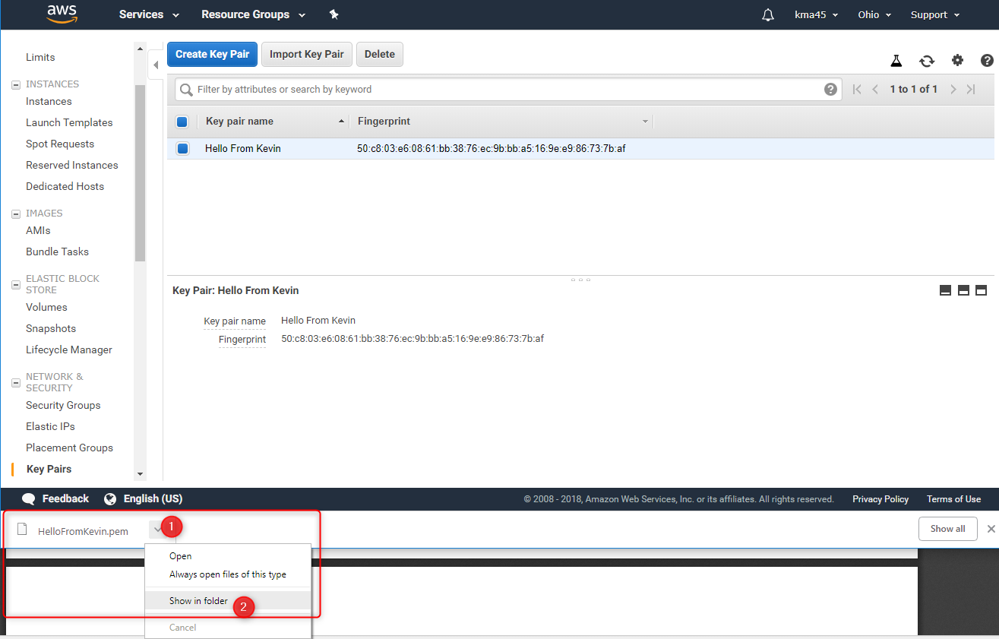 aws Services Resource Groups kma45 Ohio Support
Limits
INSTANCES
Instances
Launch Templates
Spot Requests
Reserved Instances
Dedicated Hosts
IMAGES
AMIs
Bundle Tasks
ELASTIC BLOCK
STORE
Volumes
Snapshots
Lifecycle Manager
NETWORK &
SECURITY
Security Groups
Elastic IPs
Placement Groups
Key Pairs
Create Key Pair Import Key Pair Delete
Filter by attributes or search by keyword ? 1 to 1 of 1
Key pair name Fingerprint
Hello From Kevin 50:c8:03:e6:08:61:bb:38:76:ec:9b:bb:a5:16:9e:e9:86:73:7b:af
Key Pair: Hello From Kevin
Key pair name Hello From Kevin
Fingerprint 50:c8:03:e6:08:61:bb:38:76:ec:9b:bb:a5:16:9e:e9:86:73:7b:af
Feedback English (US) © 2008 - 2018, Amazon Web Services, Inc. or its affiliates. All rights reserved. Privacy Policy Terms of Use
HelloFromKevin.pem 1 Show all
Open
Always open files of this type
Show in folder 2
Cancel